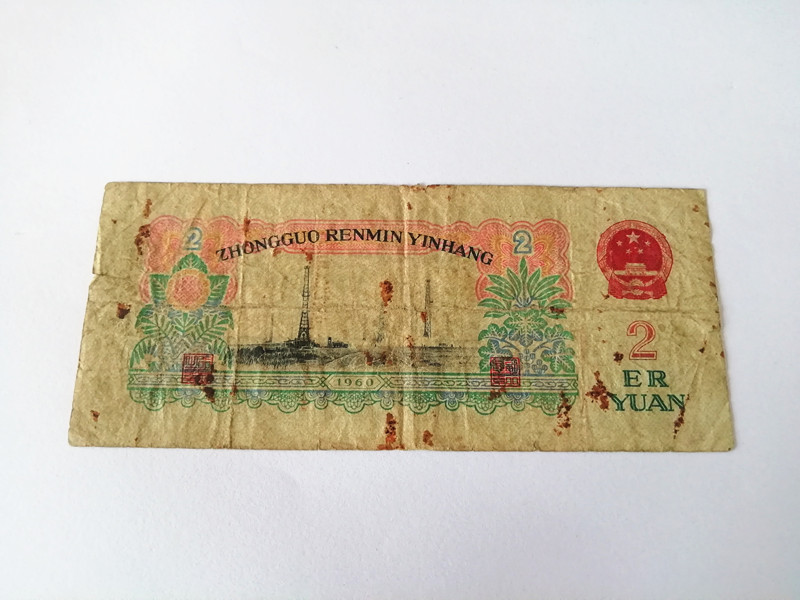 2
ZHONGGUO RENMIN YINHANG
2
2
ER
YUAN
1960